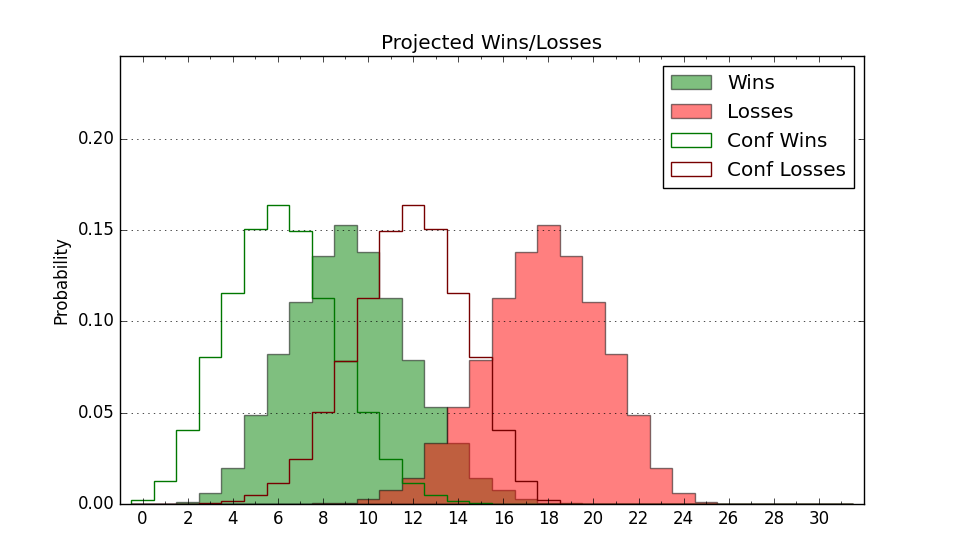 Projected Wins/Losses
Wins
Losses
Conf Wins
Conf Losses
Probability
0.20
0.15
0.10
0.05
0.00
0 2 4 6 8 10 12 14 16 18 20 22 24 26 28 30